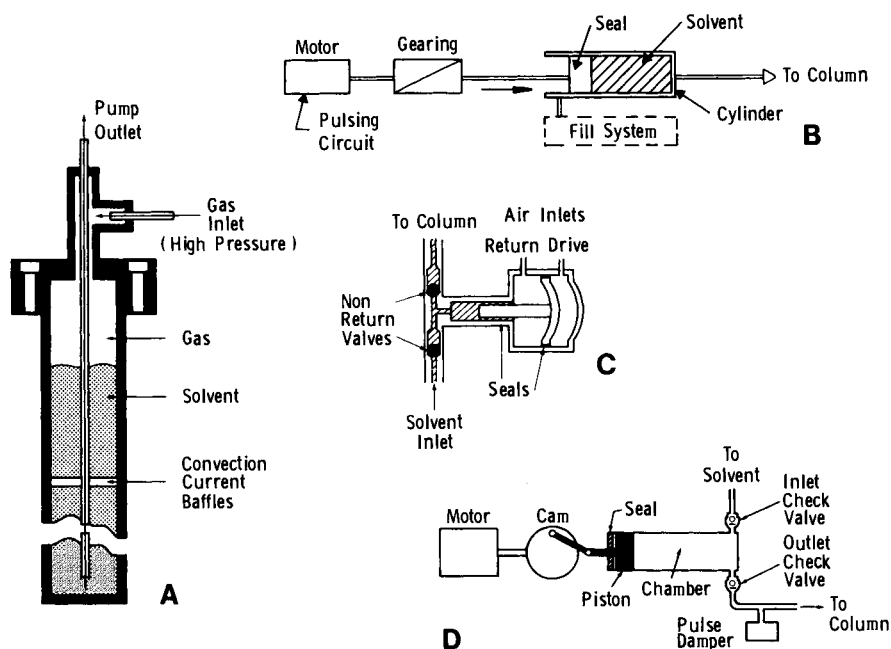 Pump
Outlet
Gas
Inlet
(High Pressure)
Gas
Solvent
Convection
Current
Baffles
A
Motor
Gearing
Seal
Solvent
To Column
Pulsing
Circuit
Fill System
Cylinder
B
To Column
Air Inlets
Return Drive
Non
Return
Valves
Seals
Solvent
Inlet
C
Motor
Cam
Seal
To
Solvent
Inlet
Check
Valve
Outlet
Check
Valve
Piston
Chamber
To
Column
Pulse
Damper
D